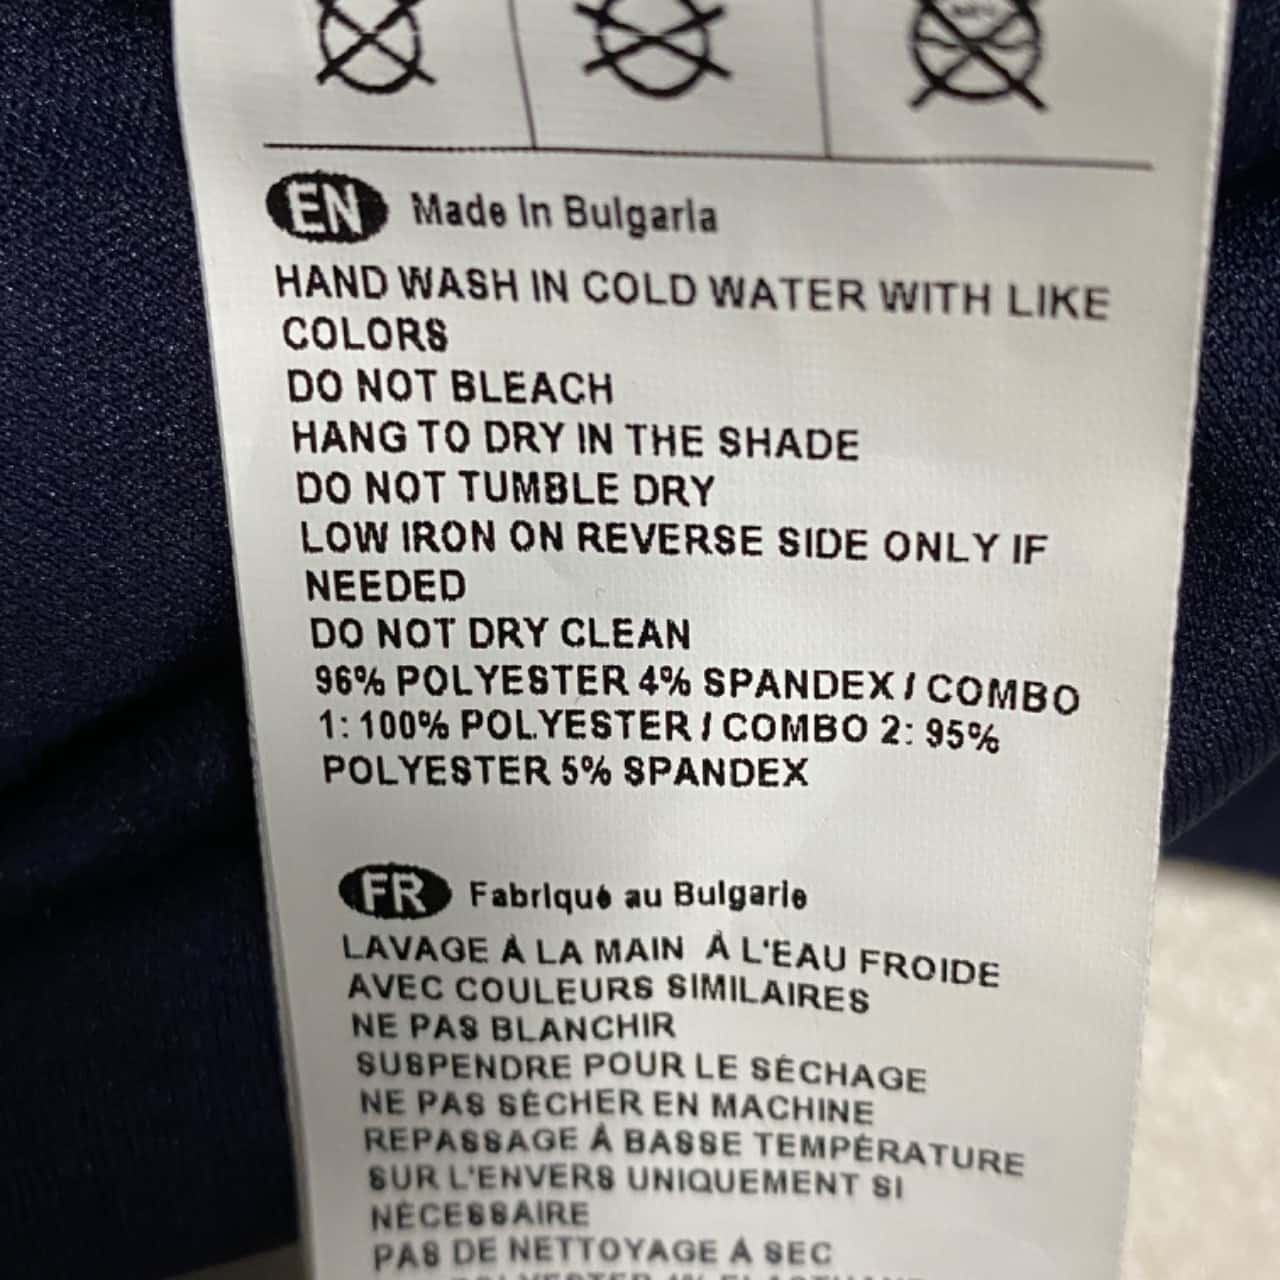 EN Made In Bulgaria
HAND WASH IN COLD WATER WITH LIKE
COLORS
DO NOT BLEACH
HANG TO DRY IN THE SHADE
DO NOT TUMBLE DRY
LOW IRON ON REVERSE SIDE ONLY IF
NEEDED
DO NOT DRY CLEAN
96% POLYESTER 4% SPANDEX / COMBO
1: 100% POLYESTER / COMBO 2: 95%
POLYESTER 5% SPANDEX
FR Fabriqué au Bulgarie
LAVAGE À LA MAIN À L'EAU FROIDE
AVEC COULEURS SIMILAIRES
NE PAS BLANCHIR
SUSPENDRE POUR LE SÉCHAGE
NE PAS SÉCHER EN MACHINE
REPASSAGE À BASSE TEMPÉRATURE
SUR L'ENVERS UNIQUEMENT SI
NÉCESSAIRE
PAS DE NETTOYAGE À SEC